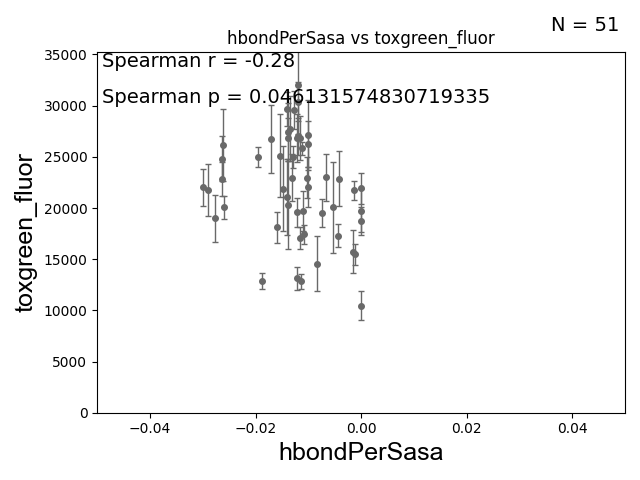 N = 51
hbondPerSasa vs toxgreen_fluor
Spearman r = -0.28
Spearman p = 0.046131574830719335
35000
30000
25000
20000
15000
10000
5000
0
toxgreen_fluor
−0.04
−0.02
0.00
0.02
0.04
hbondPerSasa